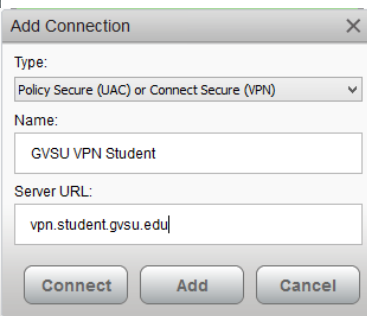 Add Connection
Type:
Policy Secure (UAC) or Connect Secure (VPN)
Name:
GVSU VPN Student
Server URL:
vpn.student.gvsu.edu
Connect Add Cancel